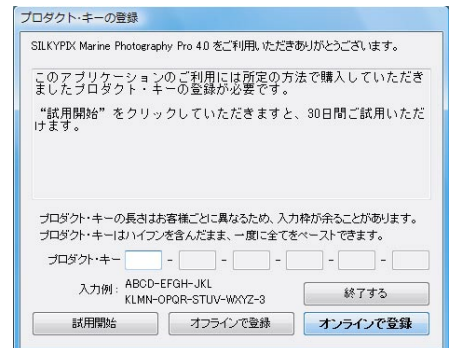 プロダクト・キーの登録
SILKYPIX Marine Photography Pro 4.0 をご利用いただきありがとうございます。
このアプリケーションのご利用には所定の方法で購入していただき
ましたプロダクト・キーの登録が必要です。
“試用開始”をクリックしていただきますと、30日間ご試用いただ
けます。
プロダクト・キーの長さはお客様ごとに異なるため、入力枠が余ることがあります。
プロダクト・キーはハイフンを含んだまま、一度に全てをペーストできます。
プロダクト・キー - - - - -
入力例: ABCD-EFGH-JKL
KLMN-OPQR-STUV-WXYZ-3
終了する
試用開始 オフラインで登録 オンラインで登録